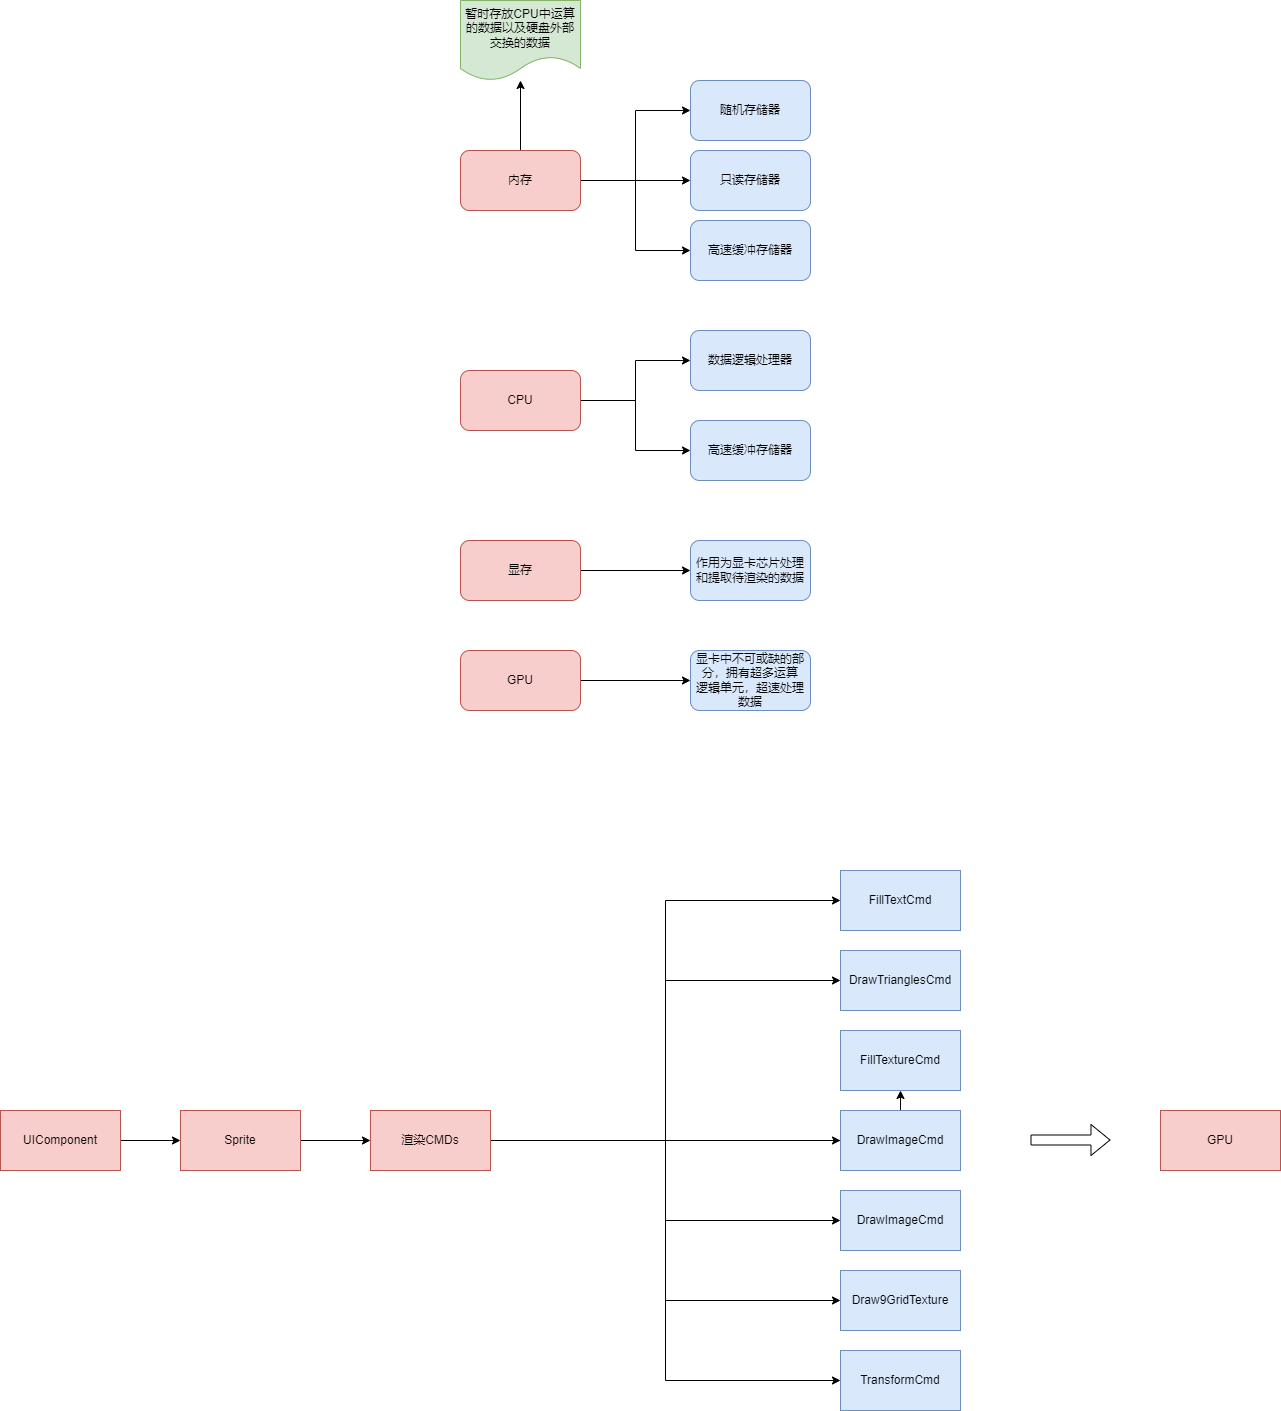 暂时存放CPU中运算
的数据以及硬盘外部
交换的数据
随机存储器
内存
只读存储器
高速缓冲存储器
数据逻辑处理器
CPU
高速缓冲存储器
显存
作用为显卡芯片处理
和提取待渲染的数据
GPU
显卡中不可或缺的部
分，拥有超多运算
逻辑单元，超速处理
数据
FillTextCmd
DrawTrianglesCmd
FillTextureCmd
UIComponent
Sprite
渲染CMDs
DrawImageCmd
GPU
DrawImageCmd
Draw9GridTexture
TransformCmd